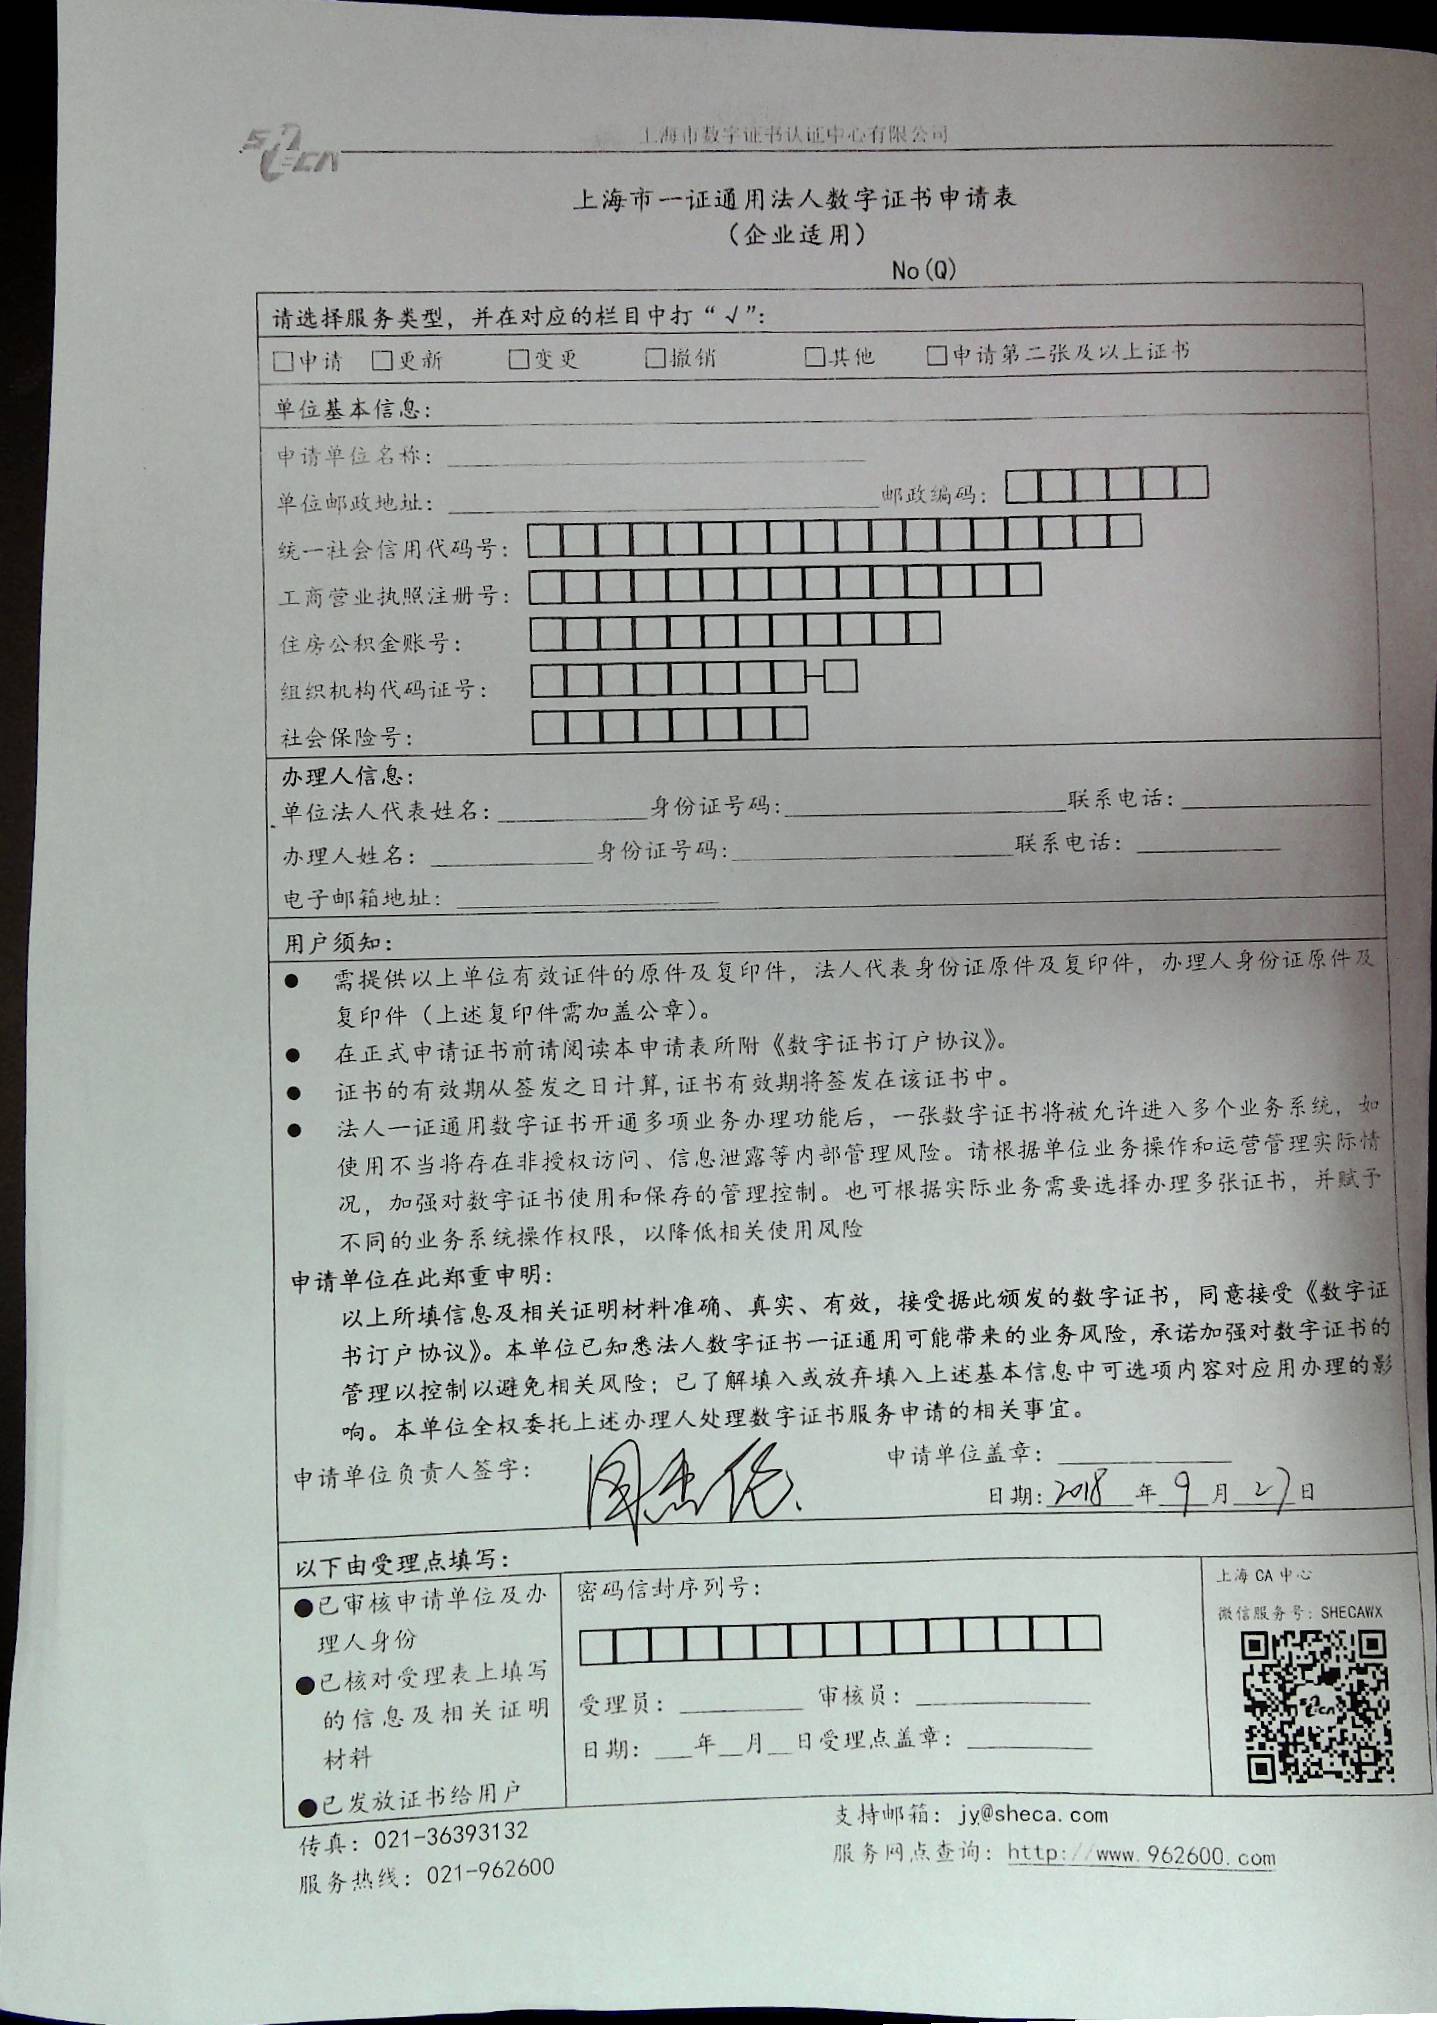 上海市数字证书认证中心有限公司
上海市一证通用法人数字证书申请表
（企业适用）
No(Q)
请选择服务类型，并在对应的栏目中打“√”：
□申请 □更新 □变更 □撤销 □其他 □申请第二张及以上证书
单位基本信息：
申请单位名称：
单位邮政地址： 邮政编码：
统一社会信用代码号：
工商营业执照注册号：
住房公积金账号：
组织机构代码证号：
社会保险号：
办理人信息：
单位法人代表姓名： 身份证号码： 联系电话：
办理人姓名： 身份证号码： 联系电话：
电子邮箱地址：
用户须知：
● 需提供以上单位有效证件的原件及复印件，法人代表身份证原件及复印件，办理人身份证原件及
复印件（上述复印件需加盖公章）。
● 在正式申请证书前请阅读本申请表所附《数字证书订户协议》。
● 证书的有效期从签发之日计算,证书有效期将签发在该证书中。
● 法人一证通用数字证书开通多项业务办理功能后，一张数字证书将被允许进入多个业务系统，如
使用不当将存在非授权访问、信息泄露等内部管理风险。请根据单位业务操作和运营管理实际情
况，加强对数字证书使用和保存的管理控制。也可根据实际业务需要选择办理多张证书，并赋予
不同的业务系统操作权限，以降低相关使用风险
申请单位在此郑重申明：
以上所填信息及相关证明材料准确、真实、有效，接受据此颁发的数字证书，同意接受《数字证
书订户协议》。本单位已知悉法人数字证书一证通用可能带来的业务风险，承诺加强对数字证书的
管理以控制以避免相关风险；已了解填入或放弃填入上述基本信息中可选项内容对应用办理的影
响。本单位全权委托上述办理人处理数字证书服务申请的相关事宜。
申请单位负责人签字： 周杰伦 申请单位盖章：
日期：2018年9月27日
以下由受理点填写：
●已审核申请单位及办
理人身份
●已核对受理表上填写
的信息及相关证明
材料
●已发放证书给用户
密码信封序列号：
受理员： 审核员：
日期： 年 月 日受理点盖章：
上海 CA 中心
微信服务号：SHECAWX
传真：021-36393132
服务热线：021-962600
支持邮箱：jy@sheca.com
服务网点查询：http://www.962600.com